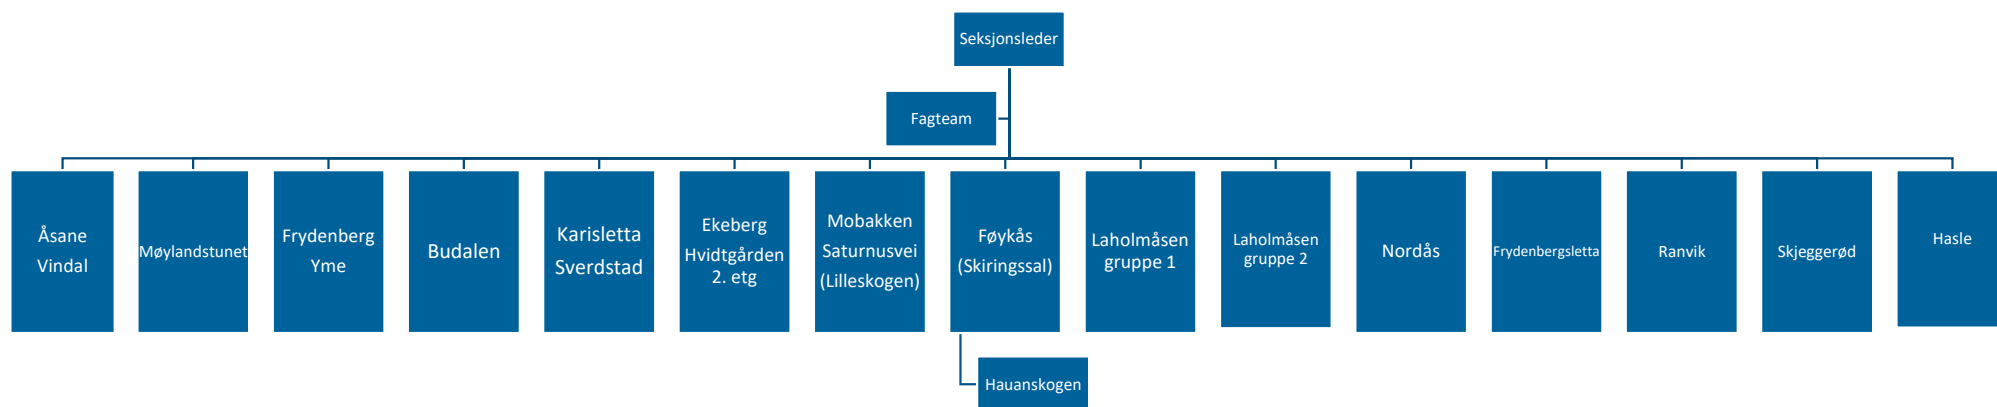 Seksjonsleder
Fagteam
Åsane
Vindal
Møylandstunet
Frydenberg
Yme
Budalen
Karisletta
Sverdstad
Ekeberg
Hvidtgården
2. etg
Mobakken
Saturnusvei
(Lilleskogen)
Føykås
(Skiringssal)
Laholmåsen
gruppe 1
Laholmåsen
gruppe 2
Nordås
Frydenbergsletta
Ranvik
Skjeggerød
Hasle
Hauanskogen